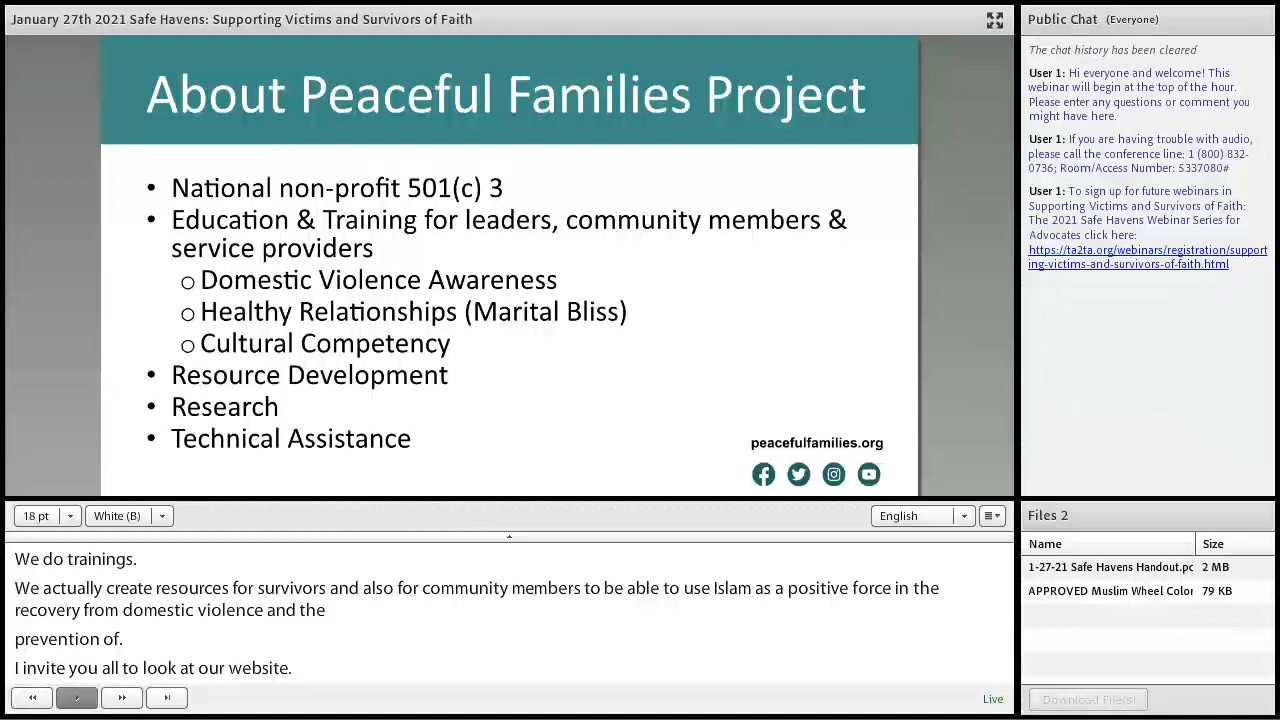 January 27th 2021 Safe Havens: Supporting Victims and Survivors of Faith
About Peaceful Families Project
• National non-profit 501(c) 3
• Education & Training for leaders, community members &
service providers
o Domestic Violence Awareness
o Healthy Relationships (Marital Bliss)
o Cultural Competency
• Resource Development
• Research
• Technical Assistance
peacefulfamilies.org
18 pt
White (B)
English
We do trainings.
We actually create resources for survivors and also for community members to be able to use Islam as a positive force in the
recovery from domestic violence and the
prevention of.
I invite you all to look at our website.
Live
Public Chat (Everyone)
The chat history has been cleared
User 1: Hi everyone and welcome! This
webinar will begin at the top of the hour.
Please enter any questions or comment you
might have here.
User 1: If you are having trouble with audio,
please call the conference line: 1 (800) 832-
0736; Room/Access Number: 5337080#
User 1: To sign up for future webinars in
Supporting Victims and Survivors of Faith:
The 2021 Safe Havens Webinar Series for
Advocates click here:
https://ta2ta.org/webinars/registration/support
ing-victims-and-survivors-of-faith.html
Files 2
Name Size
1-27-21 Safe Havens Handout.pc 2 MB
APPROVED Muslim Wheel Color 79 KB
Download File(s)